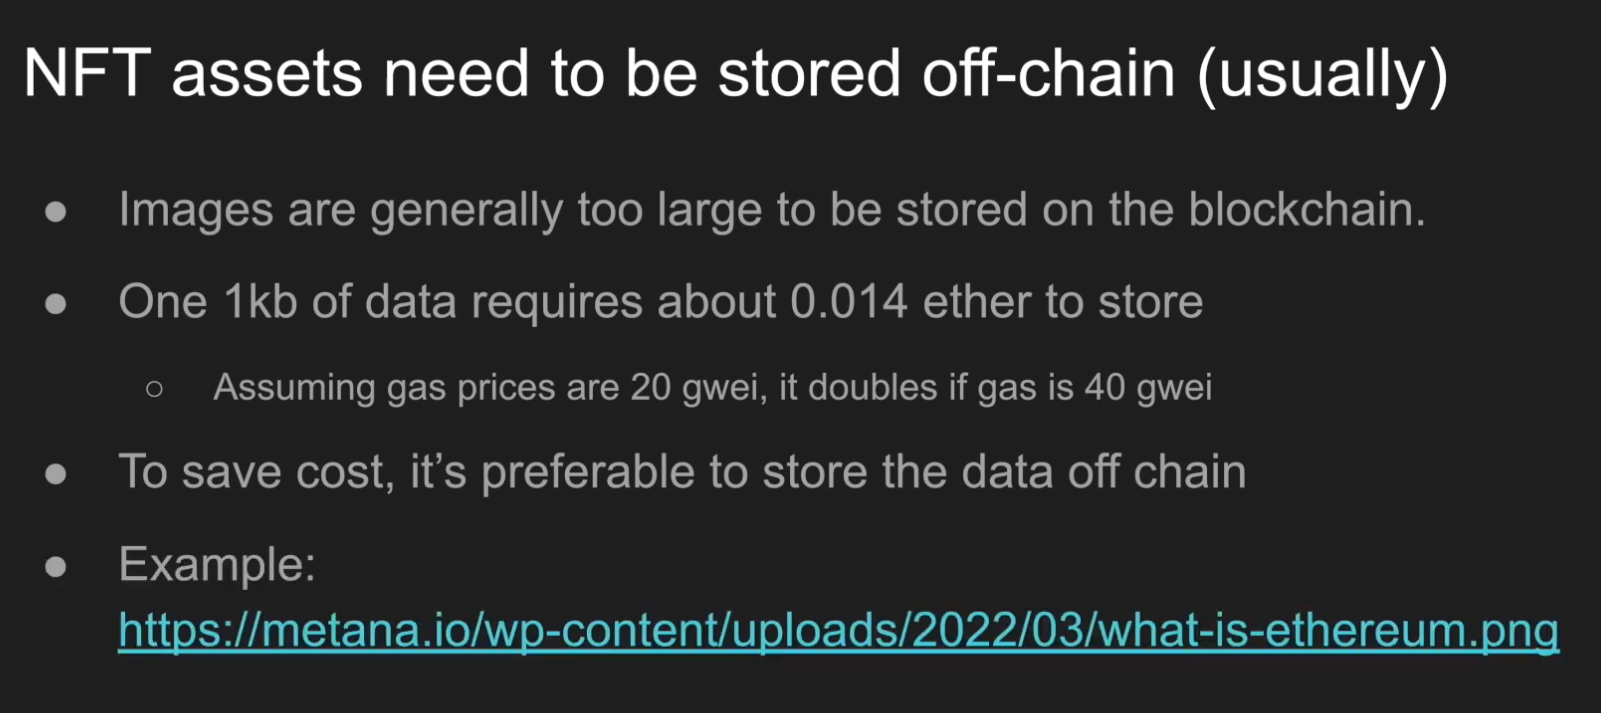 NFT assets need to be stored off-chain (usually)
● Images are generally too large to be stored on the blockchain.
● One 1kb of data requires about 0.014 ether to store
○ Assuming gas prices are 20 gwei, it doubles if gas is 40 gwei
● To save cost, it’s preferable to store the data off chain
● Example:
https://metana.io/wp-content/uploads/2022/03/what-is-ethereum.png